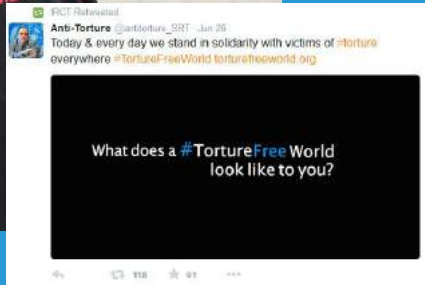 IRCT Retweeted
Anti-Torture @antitorture_SRT · Jun 26
Today & every day we stand in solidarity with victims of #torture
everywhere #TortureFreeWorld torturefreeworld.org
What does a #TortureFree World
look like to you?
118 61